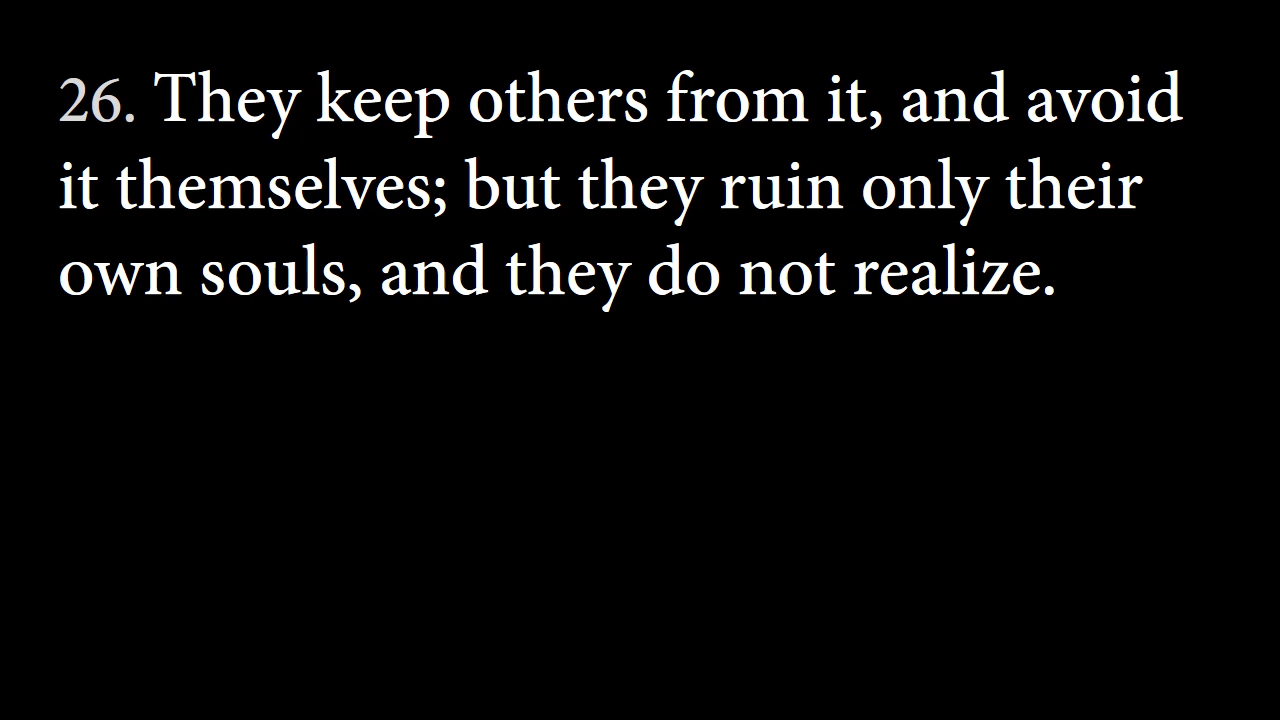 26. They keep others from it, and avoid
it themselves; but they ruin only their
own souls, and they do not realize.